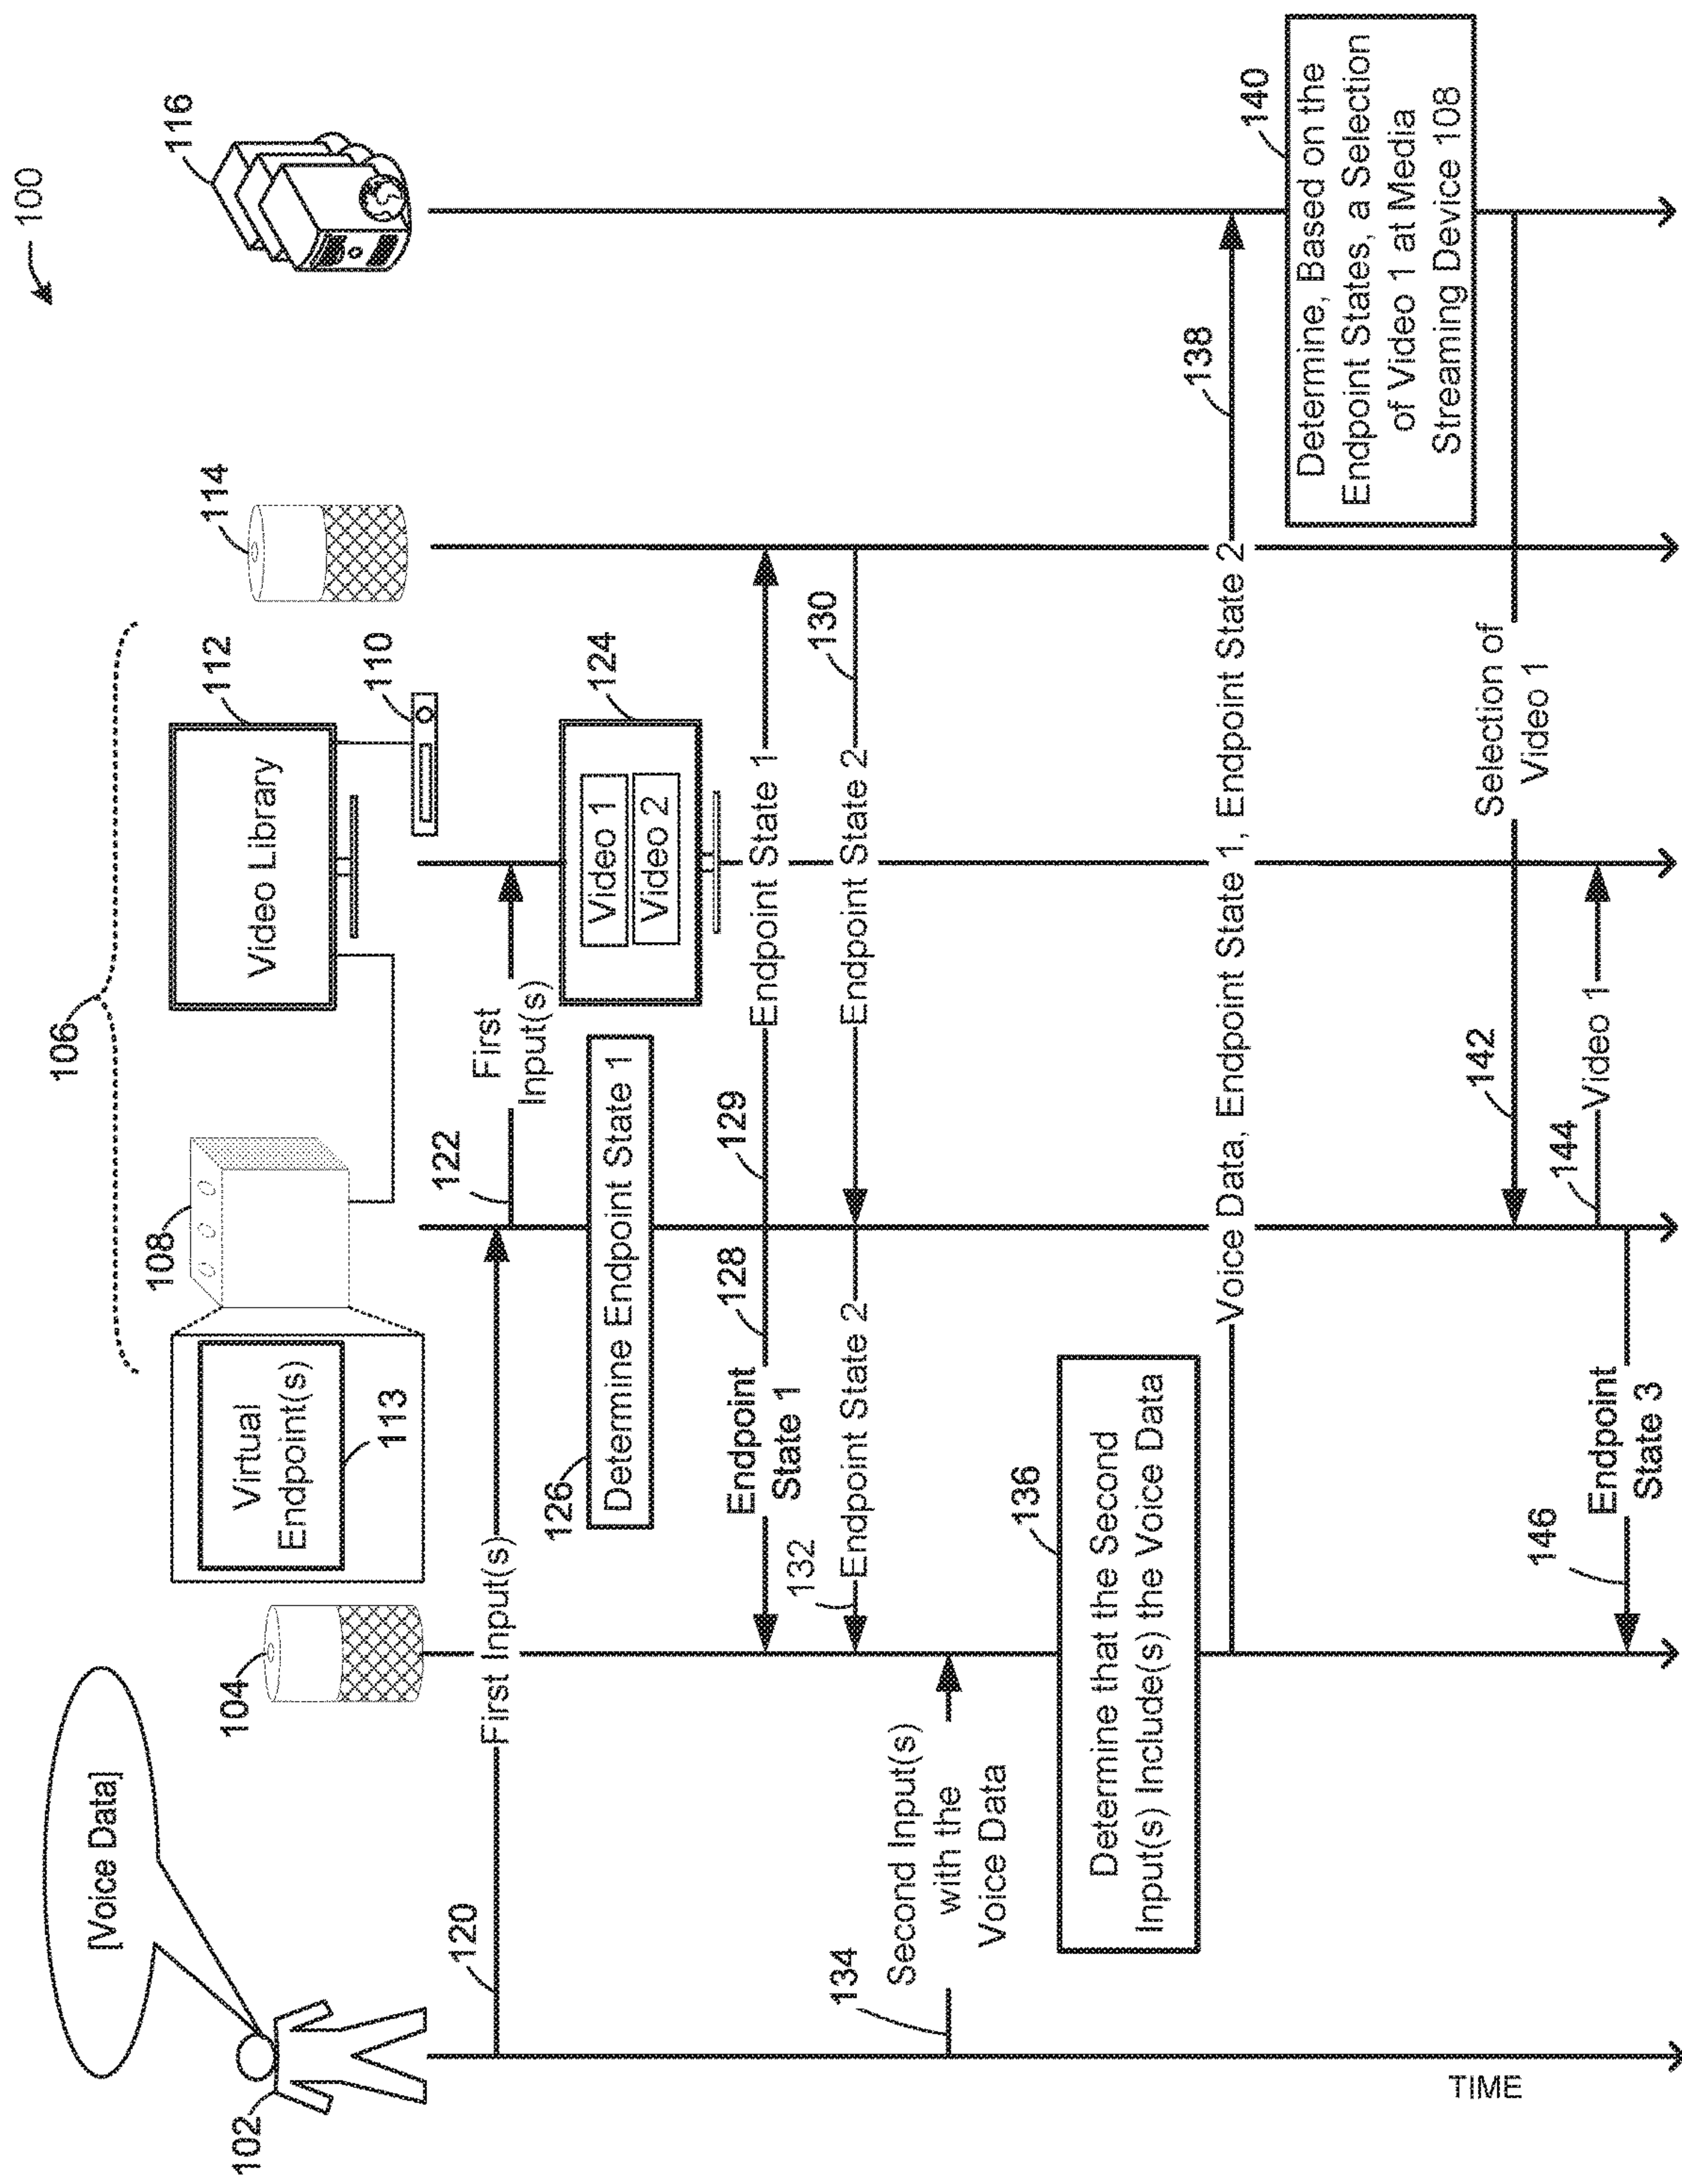 100
[Voice Data]
102
104
106
108
Virtual
Endpoint(s)
113
Video Library
112
110
114
116
120
First Input(s)
122
First
Input(s)
124
Video 1
Video 2
126
Determine Endpoint State 1
128
Endpoint
State 1
129
Endpoint State 1
130
Endpoint State 2
132
Endpoint State 2
134
Second Input(s)
with the
Voice Data
136
Determine that the Second
Input(s) Include(s) the Voice Data
138
Voice Data, Endpoint State 1, Endpoint State 2
140
Determine, Based on the
Endpoint States, a Selection
of Video 1 at Media
Streaming Device 108
142
Selection of
Video 1
144
Video 1
146
Endpoint
State 3
TIME